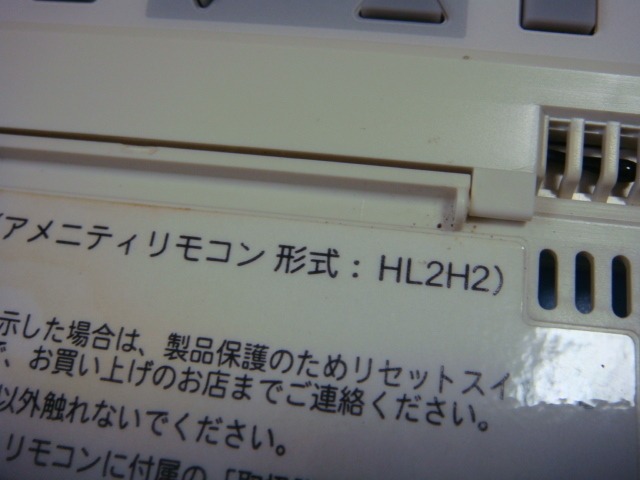 アメニティリモコン 形式： HL2H2)
示した場合は、製品保護のためリセットスイ
、お買い上げのお店までご連絡ください。
以外触れないでください。
リモコンに付属の「取